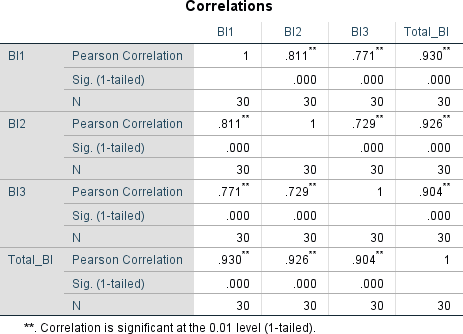 Correlations
BI1 BI2 BI3 Total_BI
BI1 Pearson Correlation 1 .811** .771** .930**
Sig. (1-tailed) .000 .000 .000
N 30 30 30 30
BI2 Pearson Correlation .811** 1 .729** .926**
Sig. (1-tailed) .000 .000 .000
N 30 30 30 30
BI3 Pearson Correlation .771** .729** 1 .904**
Sig. (1-tailed) .000 .000 .000
N 30 30 30 30
Total_BI Pearson Correlation .930** .926** .904** 1
Sig. (1-tailed) .000 .000 .000
N 30 30 30 30
**. Correlation is significant at the 0.01 level (1-tailed).